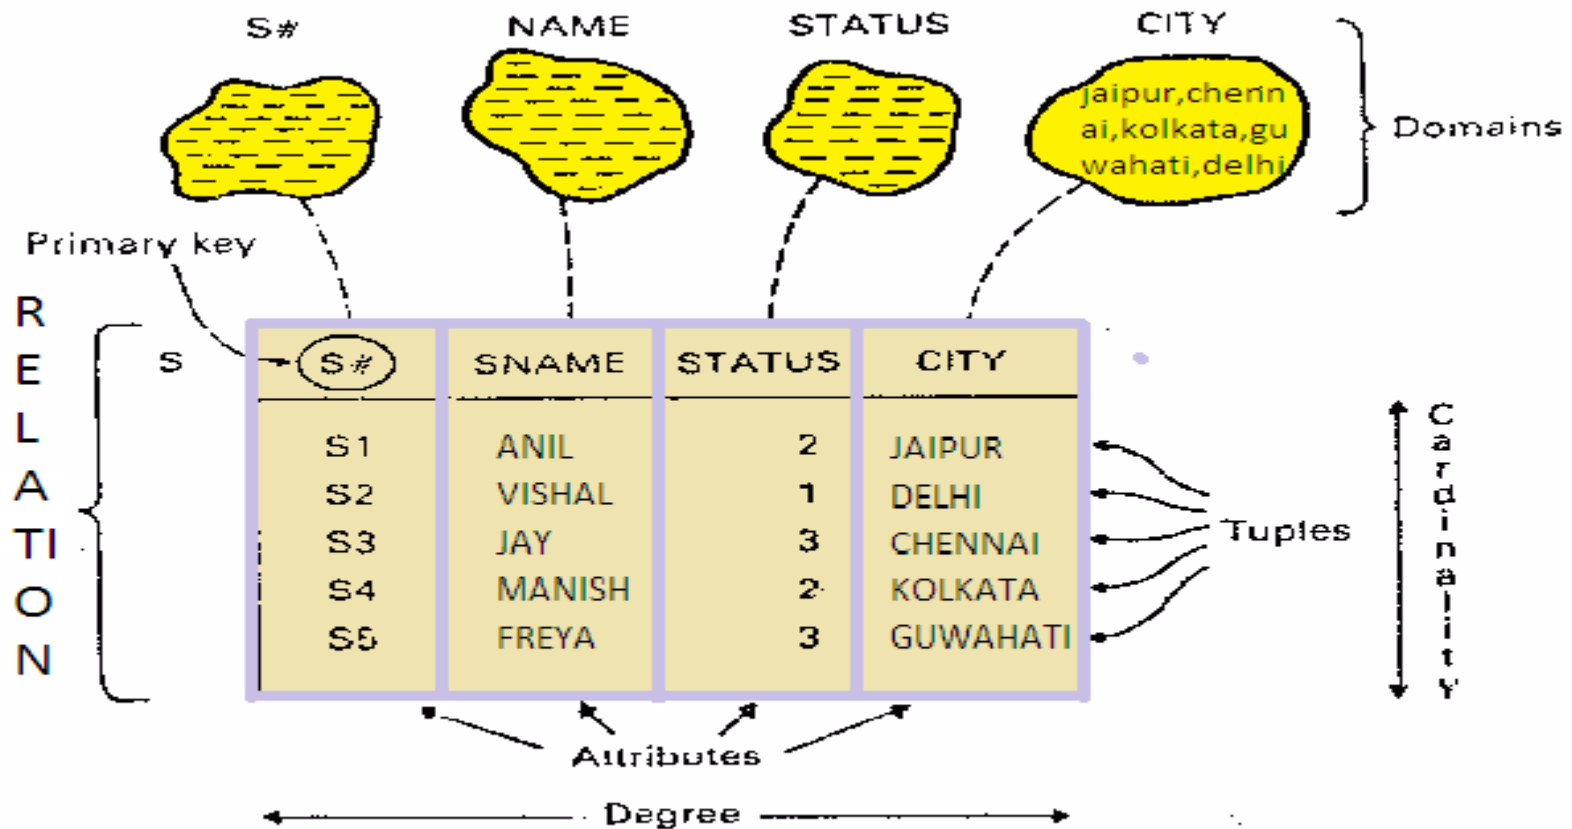 S# NAME STATUS CITY
jaipur,chenn
ai,kolkata,gu
wahati,delhi
Domains
Primary key
RELATION
S
S# SNAME STATUS CITY
S1 ANIL 2 JAIPUR
S2 VISHAL 1 DELHI
S3 JAY 3 CHENNAI
S4 MANISH 2 KOLKATA
S5 FREYA 3 GUWAHATI
Tuples
Cardinality
Attributes
Degree